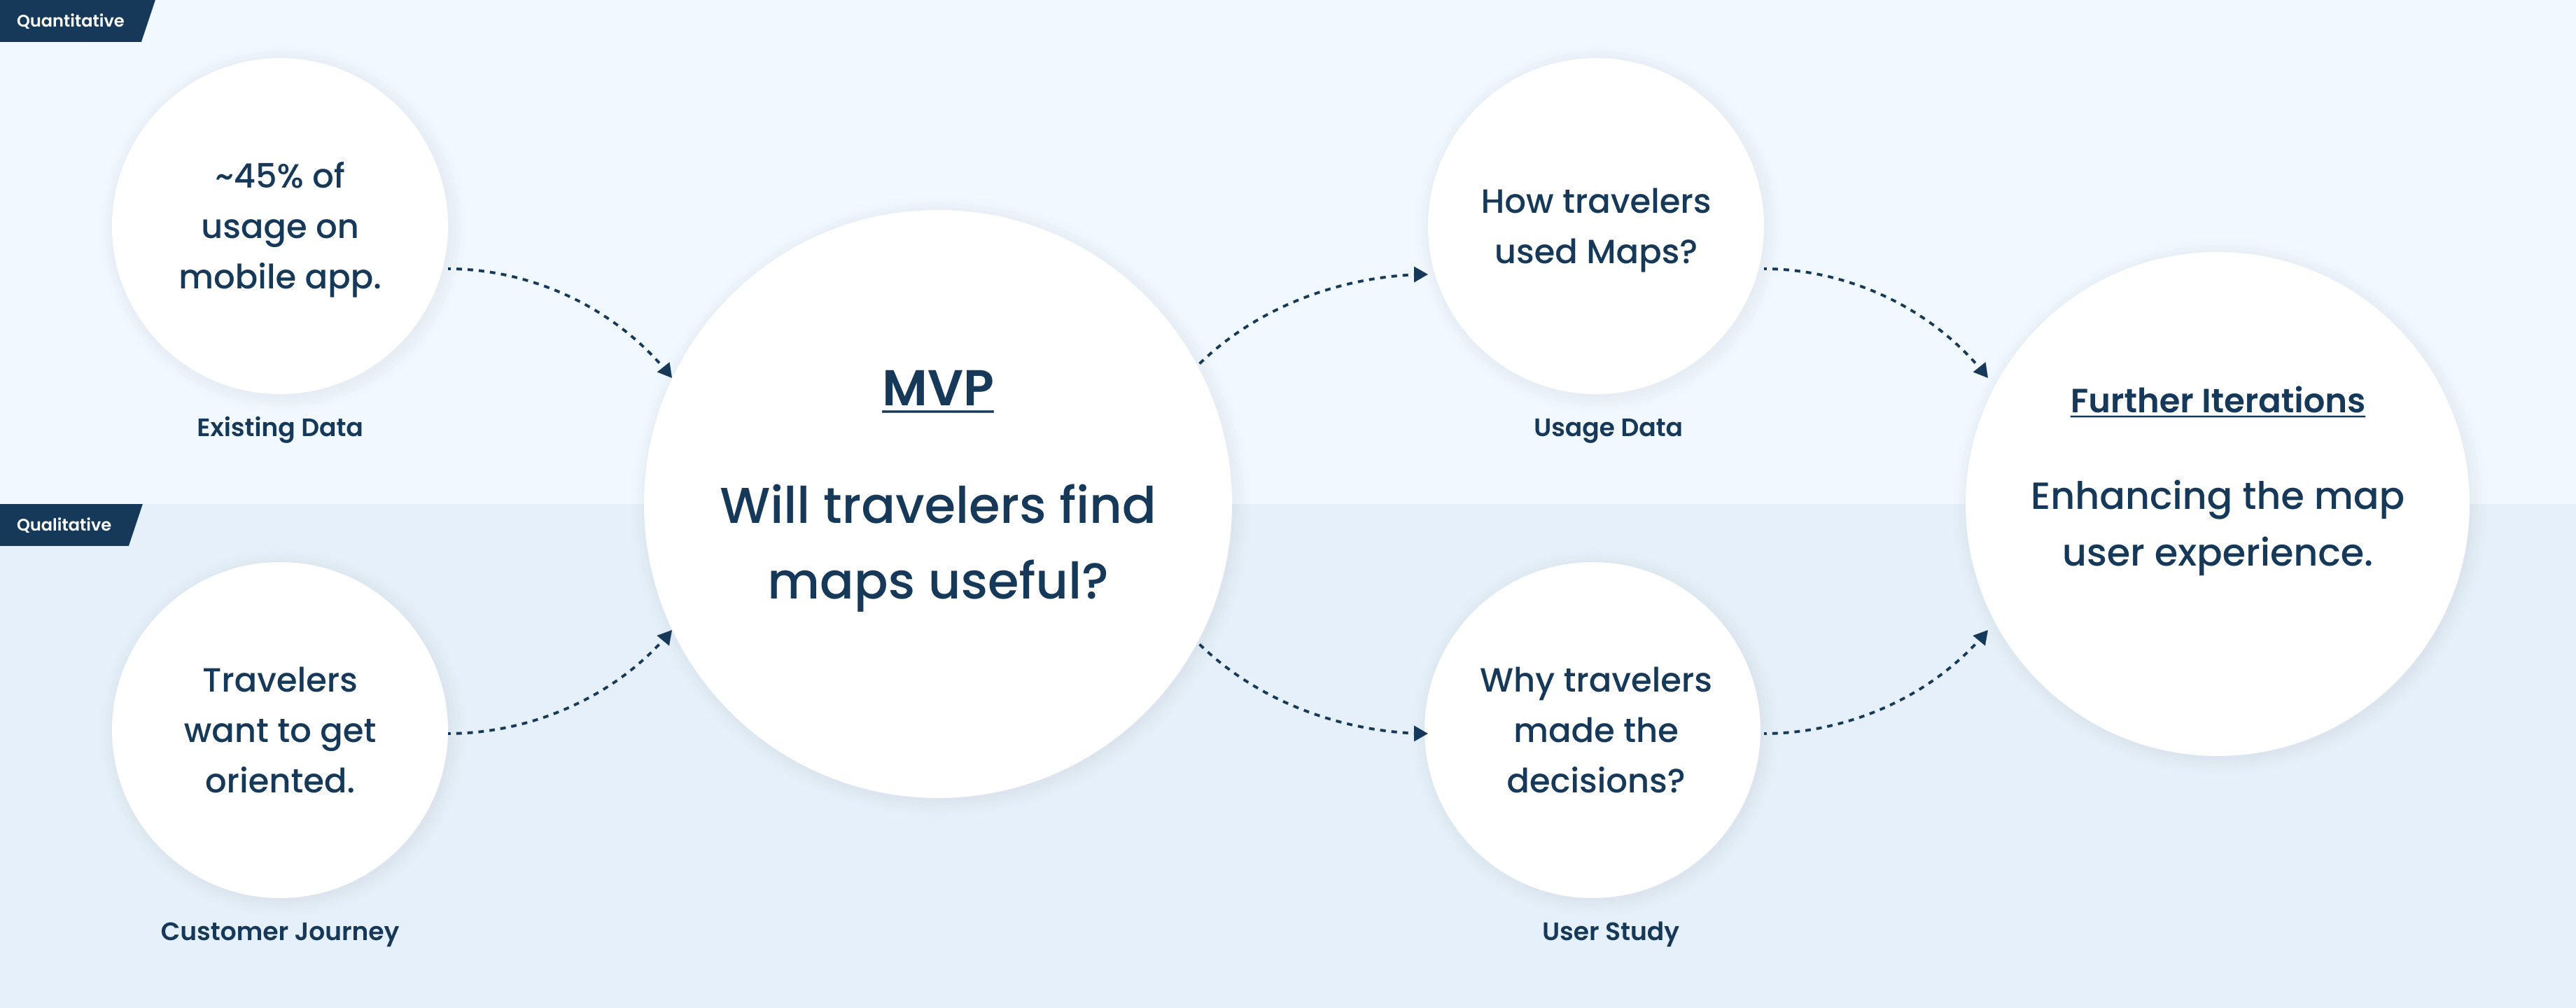 Quantitative
~45% of
usage on
mobile app.
Existing Data
Qualitative
Travelers
want to get
oriented.
Customer Journey
MVP
Will travelers find
maps useful?
How travelers
used Maps?
Usage Data
Why travelers
made the
decisions?
User Study
Further Iterations
Enhancing the map
user experience.